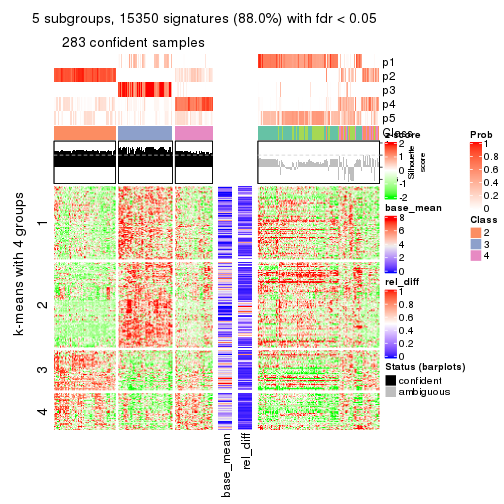 5 subgroups, 15350 signatures (88.0%) with fdr < 0.05
283 confident samples
p1
p2
p3
p4
p5
Class
Silhouette
score
k-means with 4 groups
1
2
3
4
base_mean
rel_diff
z-score
2
1
0
-1
-2
base_mean
8
6
4
2
0
rel_diff
1
0.8
0.6
0.4
0.2
0
Status (barplots)
confident
ambiguous
Prob
1
0.8
0.6
0.4
0.2
0
Class
2
3
4